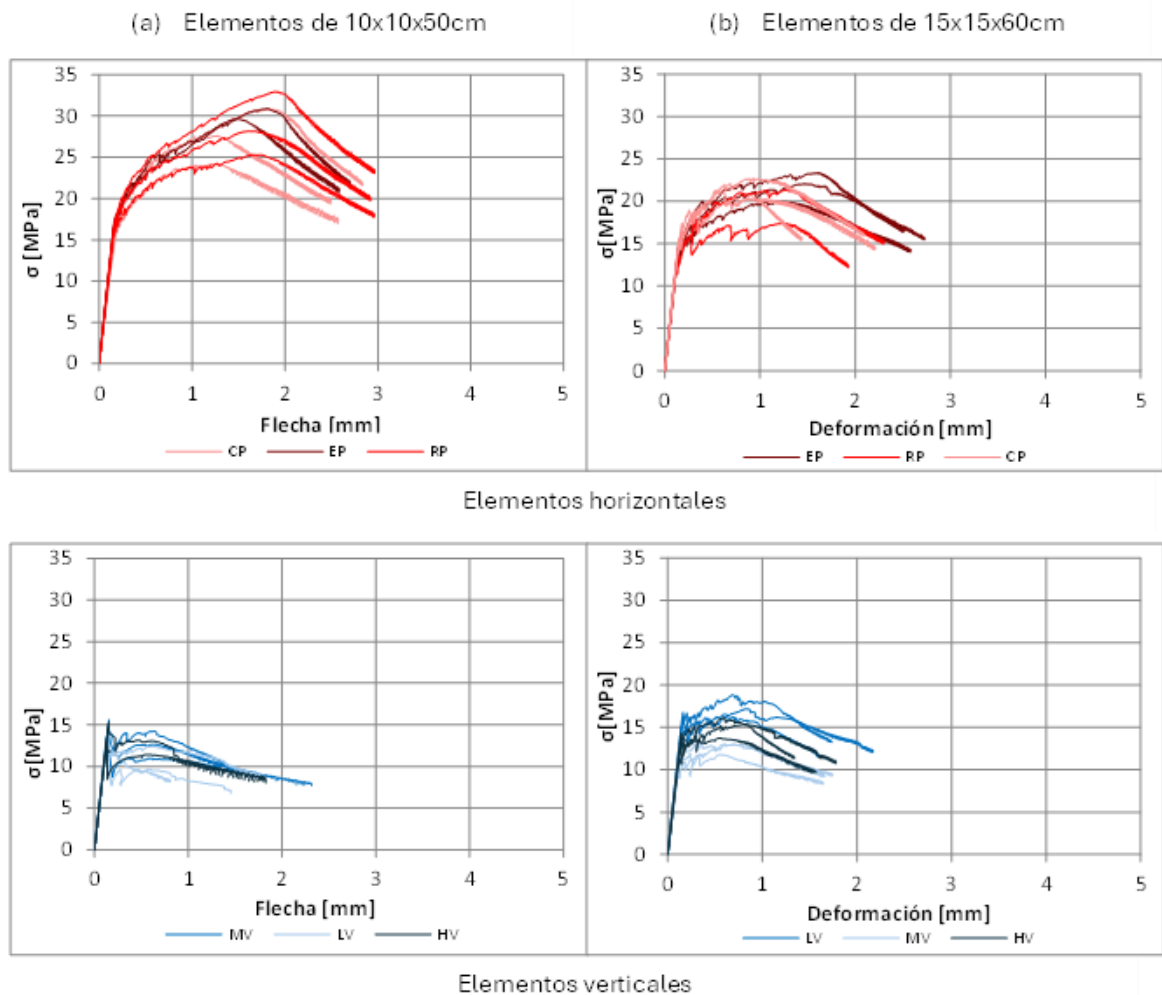 (a) Elementos de 10x10x50cm
(b) Elementos de 15x15x60cm
35
30
25
20
15
10
5
0
σ [MPa]
0 1 2 3 4 5
Flecha [mm]
CP EP RP
35
30
25
20
15
10
5
0
σ[MPa]
0 1 2 3 4 5
Deformación [mm]
EP RP CP
Elementos horizontales
35
30
25
20
15
10
5
0
σ [MPa]
0 1 2 3 4 5
Flecha [mm]
MV LV HV
35
30
25
20
15
10
5
0
σ[MPa]
0 1 2 3 4 5
Deformación [mm]
LV MV HV
Elementos verticales